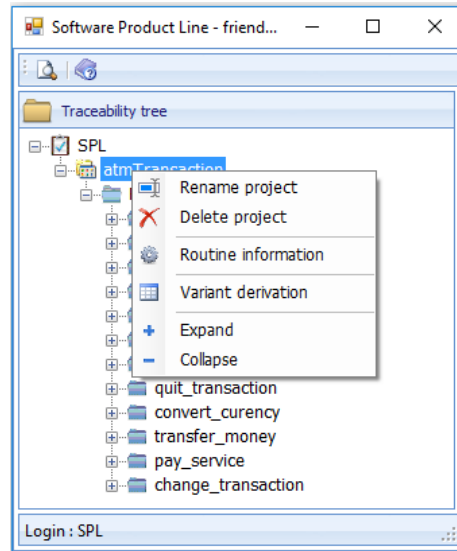 Software Product Line - friend...
Traceability tree
SPL
atmTransaction
Rename project
Delete project
Routine information
Variant derivation
Expand
Collapse
quit_transaction
convert_curency
transfer_money
pay_service
change_transaction
Login : SPL